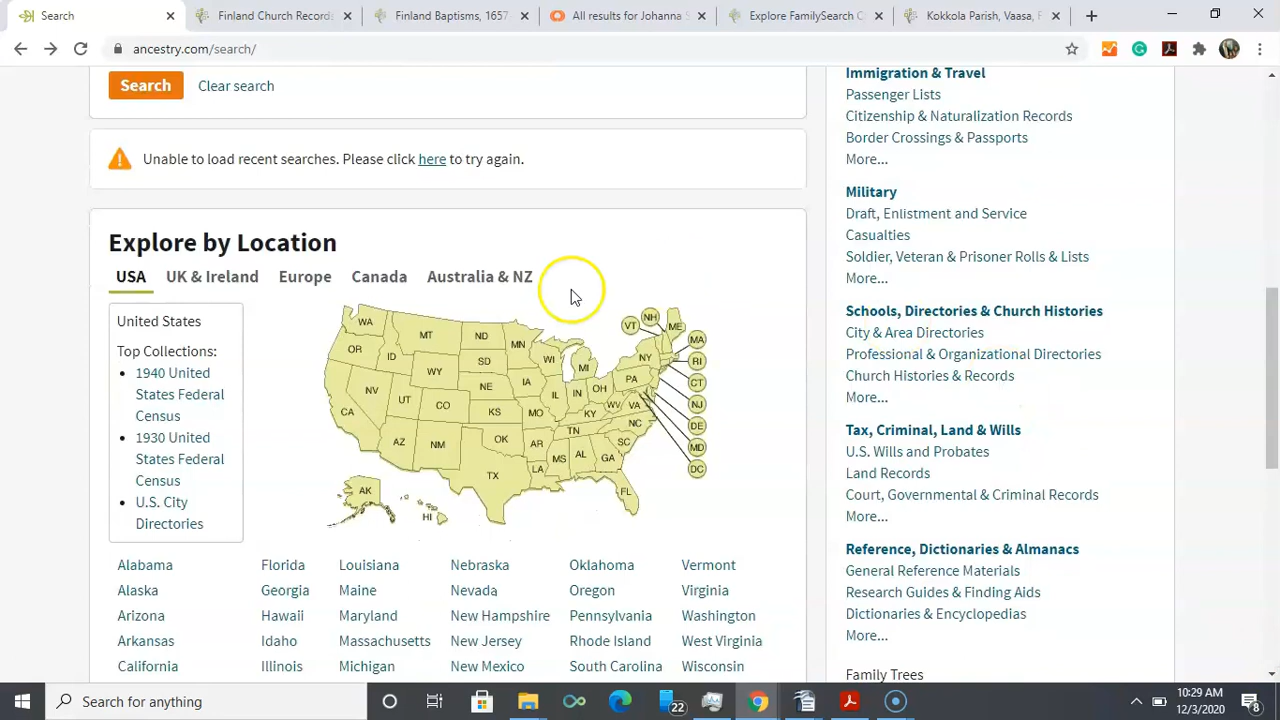 Search
Finland Church Records
Finland Baptisms, 1657
All results for Johanna S
Explore FamilySearch C
Kokkola Parish, Vaasa, F
ancestry.com/search/
Search Clear search
Unable to load recent searches. Please click here to try again.
Explore by Location
USA UK & Ireland Europe Canada Australia & NZ
United States
Top Collections:
1940 United
States Federal
Census
1930 United
States Federal
Census
U.S. City
Directories
WA
OR
CA
ID
NV
MT
WY
UT
AZ
ND
SD
NE
CO
KS
NM
OK
TX
MN
IA
MO
AR
LA
WI
IL
MI
IN
OH
KY
TN
MS
AL
GA
FL
SC
NC
VA
WV
PA
NY
VT
NH
ME
MA
RI
CT
NJ
DE
MD
DC
AK
HI
Alabama Florida Louisiana Nebraska Oklahoma Vermont
Alaska Georgia Maine Nevada Oregon Virginia
Arizona Hawaii Maryland New Hampshire Pennsylvania Washington
Arkansas Idaho Massachusetts New Jersey Rhode Island West Virginia
California Illinois Michigan New Mexico South Carolina Wisconsin
Immigration & Travel
Passenger Lists
Citizenship & Naturalization Records
Border Crossings & Passports
More...
Military
Draft, Enlistment and Service
Casualties
Soldier, Veteran & Prisoner Rolls & Lists
More...
Schools, Directories & Church Histories
City & Area Directories
Professional & Organizational Directories
Church Histories & Records
More...
Tax, Criminal, Land & Wills
U.S. Wills and Probates
Land Records
Court, Governmental & Criminal Records
More...
Reference, Dictionaries & Almanacs
General Reference Materials
Research Guides & Finding Aids
Dictionaries & Encyclopedias
More...
Family Trees
Search for anything
22
10:29 AM
12/3/2020
8